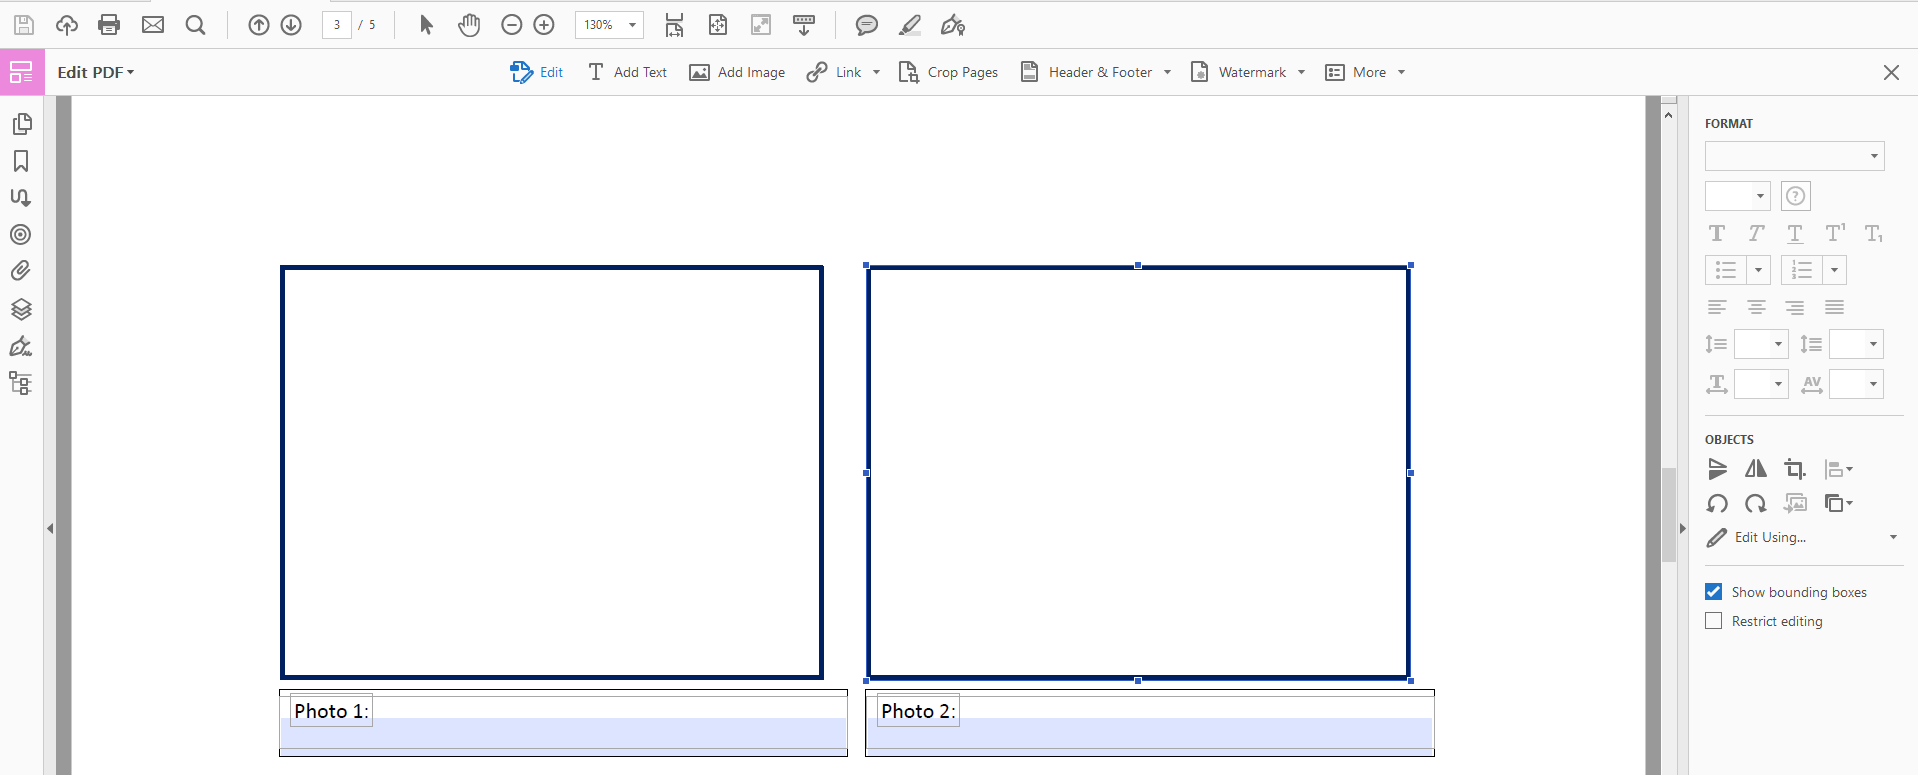 3 / 5 130%
Edit PDF Edit Add Text Add Image Link Crop Pages Header & Footer Watermark More
FORMAT
OBJECTS
Edit Using...
Show bounding boxes
Restrict editing
Photo 1: Photo 2: